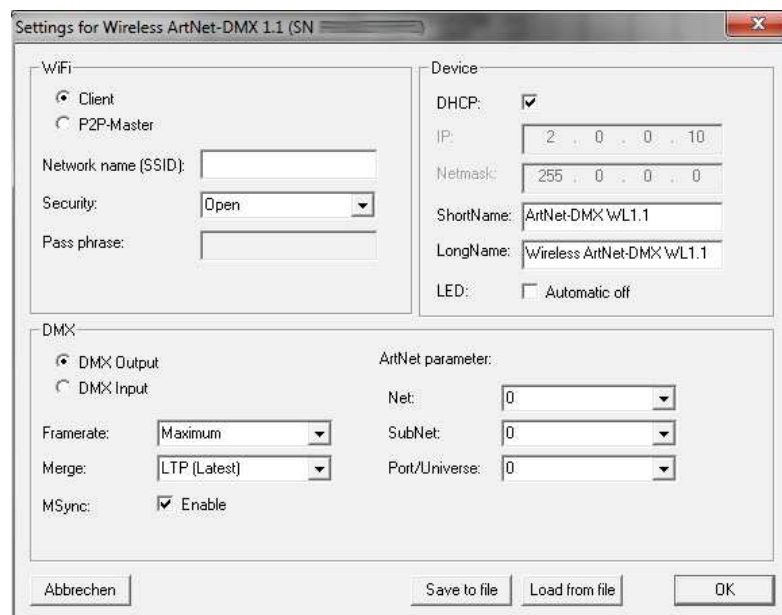 Settings for Wireless ArtNet-DMX 1.1 (SN
WiFi
Client
P2P-Master
Network name (SSID):
Security: Open
Pass phrase:
Device
DHCP:
IP: 2 . 0 . 0 . 10
Netmask: 255 . 0 . 0 . 0
ShortName: ArtNet-DMX WL1.1
LongName: Wireless ArtNet-DMX WL1.1
LED: Automatic off
DMX
DMX Output
DMX Input
Framerate: Maximum
Merge: LTP (Latest)
MSync: Enable
ArtNet parameter:
Net: 0
SubNet: 0
Port/Universe: 0
Abbrechen
Save to file
Load from file
OK